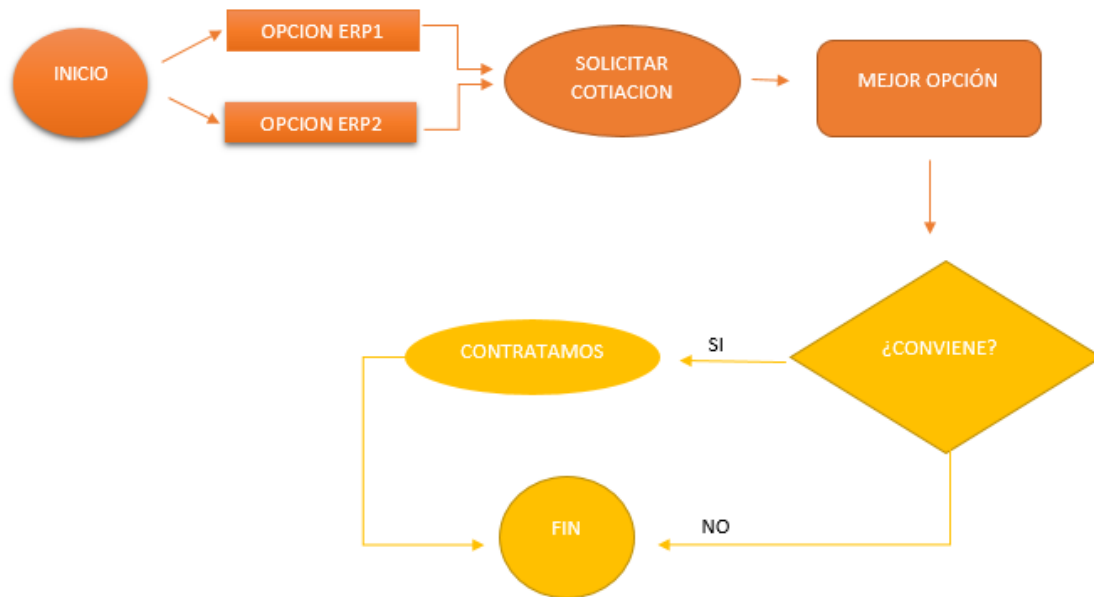 INICIO
OPCION ERP1
OPCION ERP2
SOLICITAR
COTIACION
MEJOR OPCIÓN
¿CONVIENE?
SI
CONTRATAMOS
NO
FIN